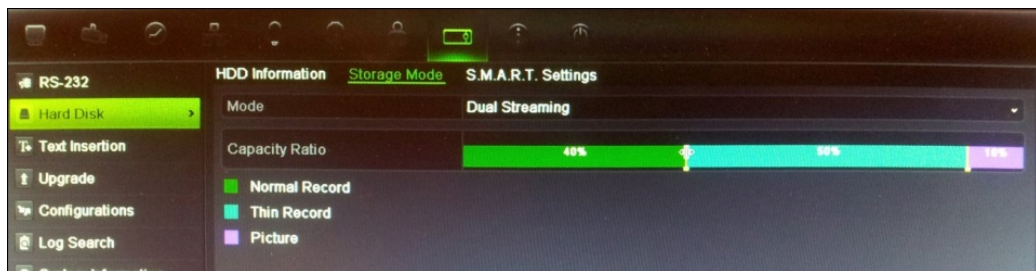 RS-232
HDD Information Storage Mode S.M.A.R.T. Settings
Hard Disk
Mode Dual Streaming
Text Insertion
Capacity Ratio 40% 50% 10%
Upgrade
Normal Record
Configurations
Thin Record
Log Search
Picture